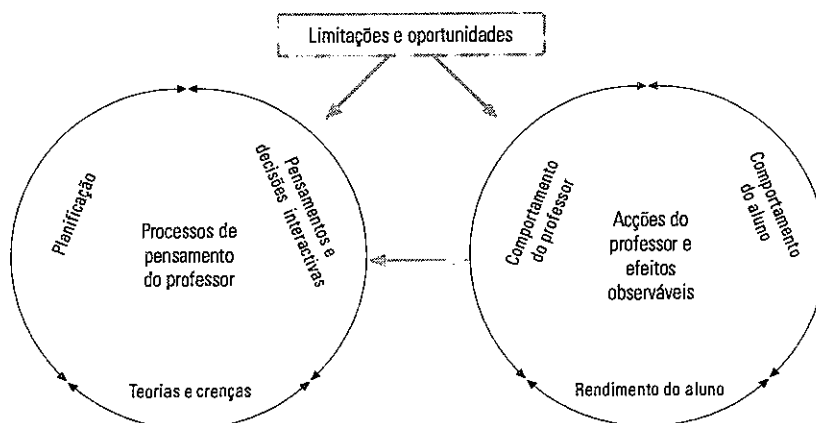 Limitações e oportunidades
Planificação
Processos de
pensamento
do professor
Pensamentos e
decisões interactivas
Teorias e crenças
Comportamento
do professor
Acções do
professor e
efeitos
observáveis
Comportamento
do aluno
Rendimento do aluno